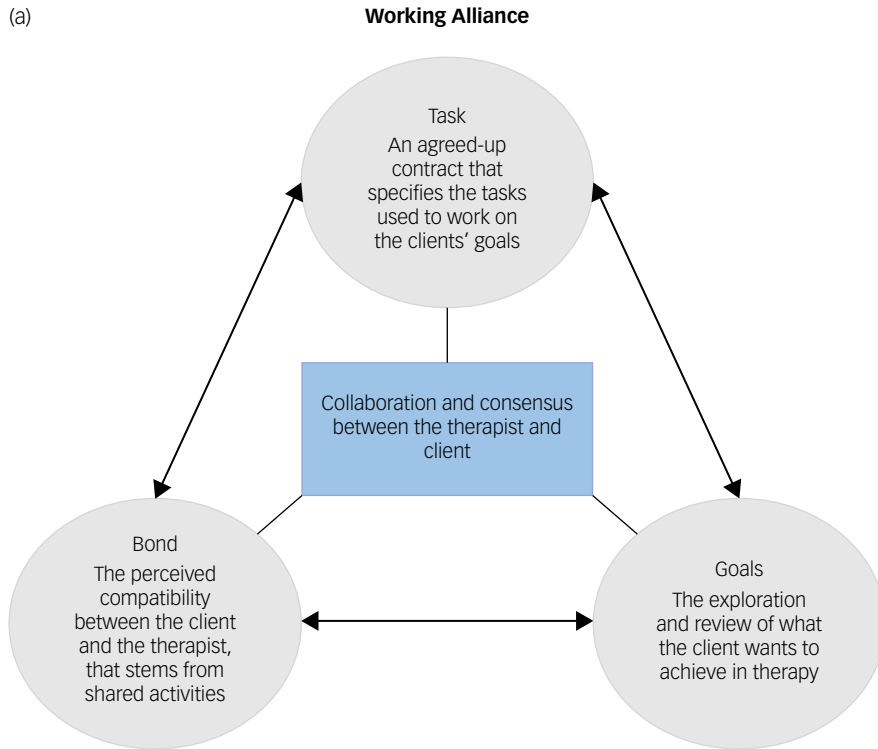 (a)
Working Alliance
Task
An agreed-up
contract that
specifies the tasks
used to work on
the clients' goals
Collaboration and consensus
between the therapist and
client
Bond
The perceived
compatibility
between the client
and the therapist,
that stems from
shared activities
Goals
The exploration
and review of what
the client wants to
achieve in therapy